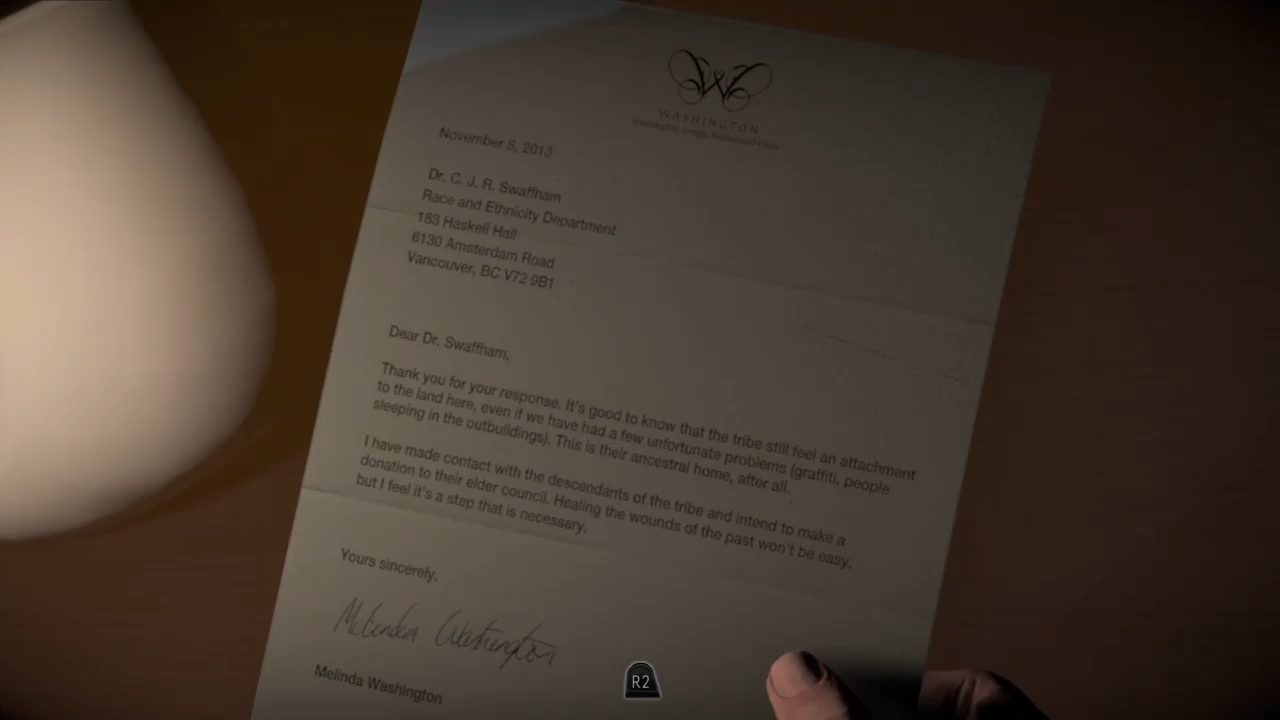 W
WASHINGTON
November 8, 2013
Dr. C. J. R. Swaffham
Race and Ethnicity Department
183 Haskell Hall
6130 Amsterdam Road
Vancouver, BC V72 9B1
Dear Dr. Swaffham,
Thank you for your response. It's good to know that the tribe still feel an attachment
to the land here, even if we have had a few unfortunate problems (graffiti, people
sleeping in the outbuildings). This is their ancestral home, after all.
I have made contact with the descendants of the tribe and intend to make a
donation to their elder council. Healing the wounds of the past won't be easy,
but I feel it's a step that is necessary.
Yours sincerely,
Melinda Washington
Melinda Washington
R2